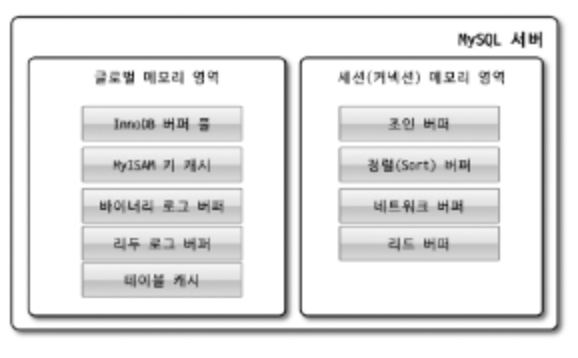 MySQL 서버
글로벌 메모리 영역
InnoDB 버퍼 풀
MyISAM 키 캐시
바이너리 로그 버퍼
리두 로그 버퍼
테이블 캐시
세션(커넥션) 메모리 영역
조인 버퍼
정렬(Sort) 버퍼
네트워크 버퍼
리드 버퍼